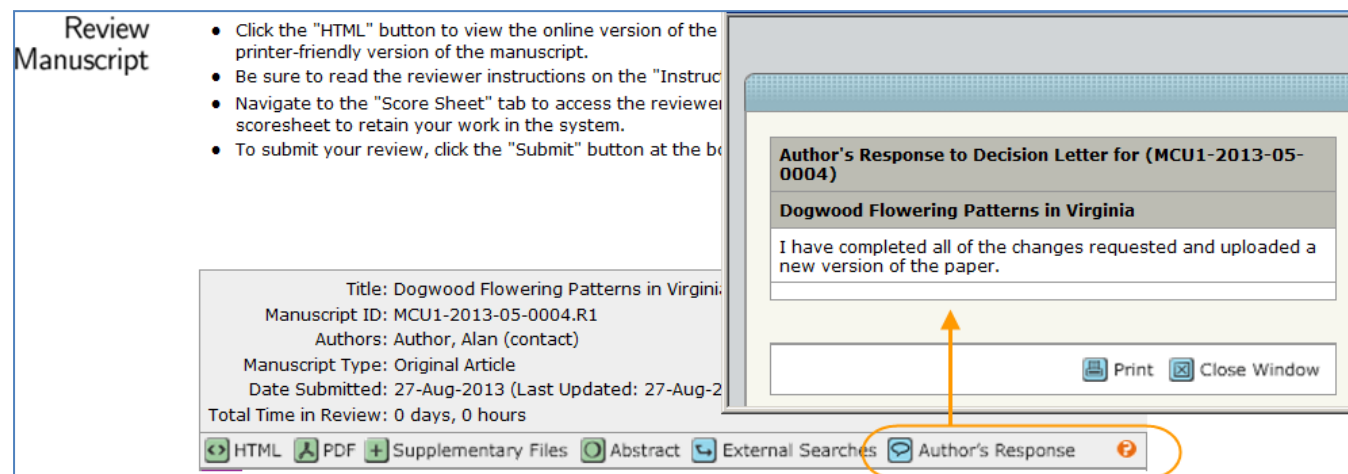 Review
Manuscript
● Click the "HTML" button to view the online version of the
printer-friendly version of the manuscript.
● Be sure to read the reviewer instructions on the "Instruc
● Navigate to the "Score Sheet" tab to access the reviewer
scoresheet to retain your work in the system.
● To submit your review, click the "Submit" button at the bo
Author's Response to Decision Letter for (MCU1-2013-05-
0004)
Dogwood Flowering Patterns in Virginia
I have completed all of the changes requested and uploaded a
new version of the paper.
Print Close Window
Title: Dogwood Flowering Patterns in Virginia
Manuscript ID: MCU1-2013-05-0004.R1
Authors: Author, Alan (contact)
Manuscript Type: Original Article
Date Submitted: 27-Aug-2013 (Last Updated: 27-Aug-2
Total Time in Review: 0 days, 0 hours
HTML PDF Supplementary Files Abstract External Searches Author's Response ?